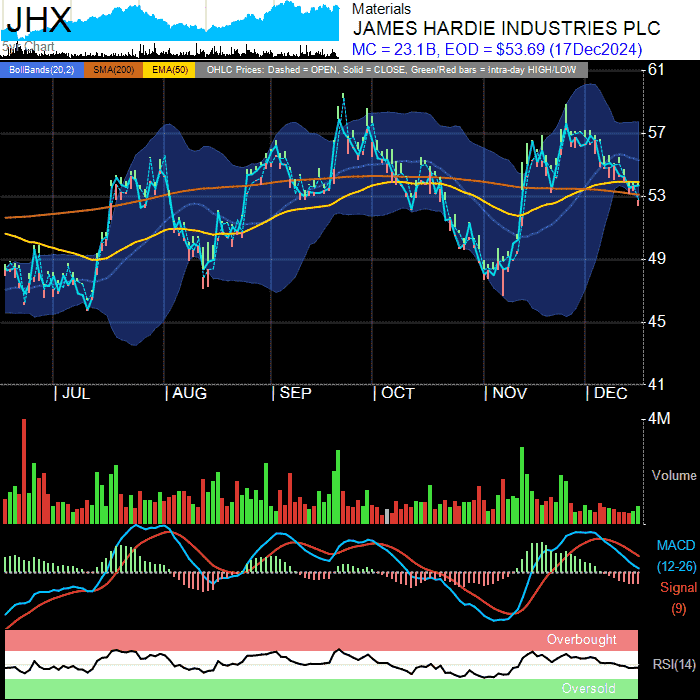 JHX
Materials
JAMES HARDIE INDUSTRIES PLC
MC = 23.1B, EOD = $53.69 (17Dec2024)
Chart
BollBands(20,2) SMA(200) EMA(50) OHLC Prices: Dashed = OPEN, Solid = CLOSE, Green/Red bars = Intra-day HIGH/LOW
61
57
53
49
45
41
| JUL | AUG | SEP | OCT | NOV | DEC
4M
Volume
MACD
(12-26)
Signal
(9)
Overbought
RSI(14)
Oversold